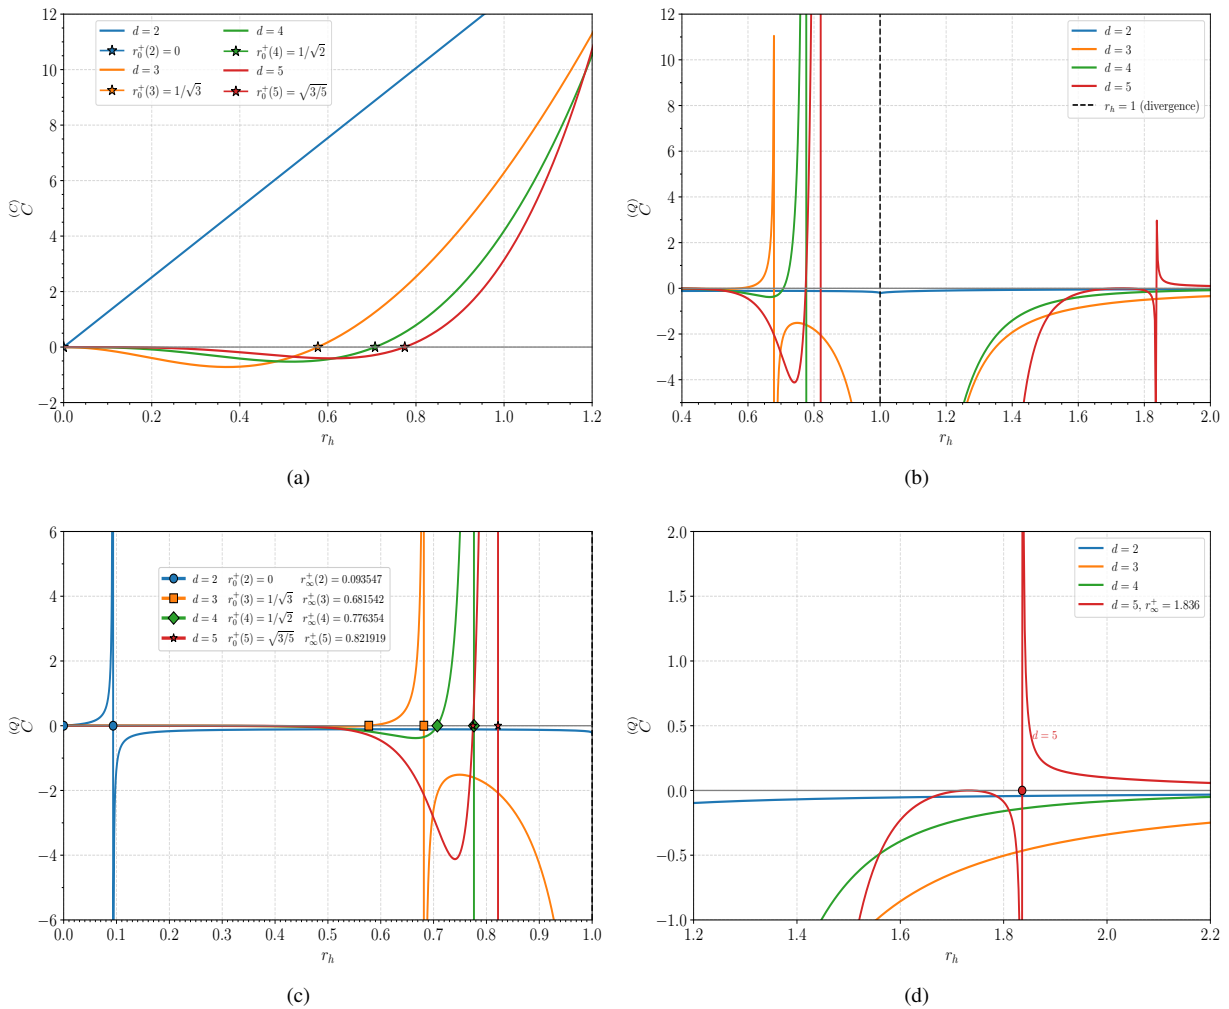 12
10
8
6
4
2
0
−2
0.0 0.2 0.4 0.6 0.8 1.0 1.2
r_h
C^(C)
d = 2
r_0^+(2) = 0
d = 3
r_0^+(3) = 1/√3
d = 4
r_0^+(4) = 1/√2
d = 5
r_0^+(5) = √3/5
(a)
12
10
8
6
4
2
0
−2
−4
0.4 0.6 0.8 1.0 1.2 1.4 1.6 1.8 2.0
r_h
C^(Q)
d = 2
d = 3
d = 4
d = 5
r_h = 1 (divergence)
(b)
6
4
2
0
−2
−4
−6
0.0 0.1 0.2 0.3 0.4 0.5 0.6 0.7 0.8 0.9 1.0
r_h
C^(Q)
d = 2 r_0^+(2) = 0 r_∞^+(2) = 0.093547
d = 3 r_0^+(3) = 1/√3 r_∞^+(3) = 0.681542
d = 4 r_0^+(4) = 1/√2 r_∞^+(4) = 0.776354
d = 5 r_0^+(5) = √3/5 r_∞^+(5) = 0.821919
(c)
2.0
1.5
1.0
0.5
0.0
−0.5
−1.0
1.2 1.4 1.6 1.8 2.0 2.2
r_h
C^(Q)
d = 2
d = 3
d = 4
d = 5, r_∞^+ = 1.836
d = 5
(d)